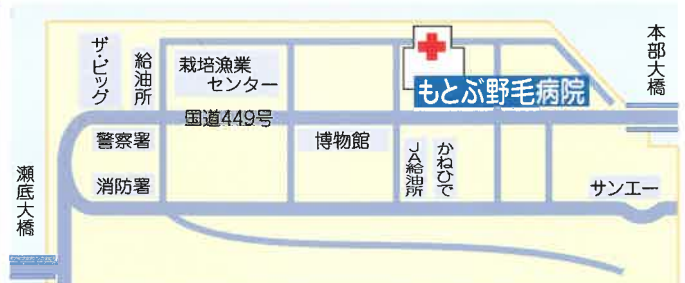 ザ・ビッグ
給油所
栽培漁業
センター
もとぶ野毛病院
本部大橋
国道449号
警察署
博物館
JA給油所
かねひで
消防署
サンエー
瀬底大橋